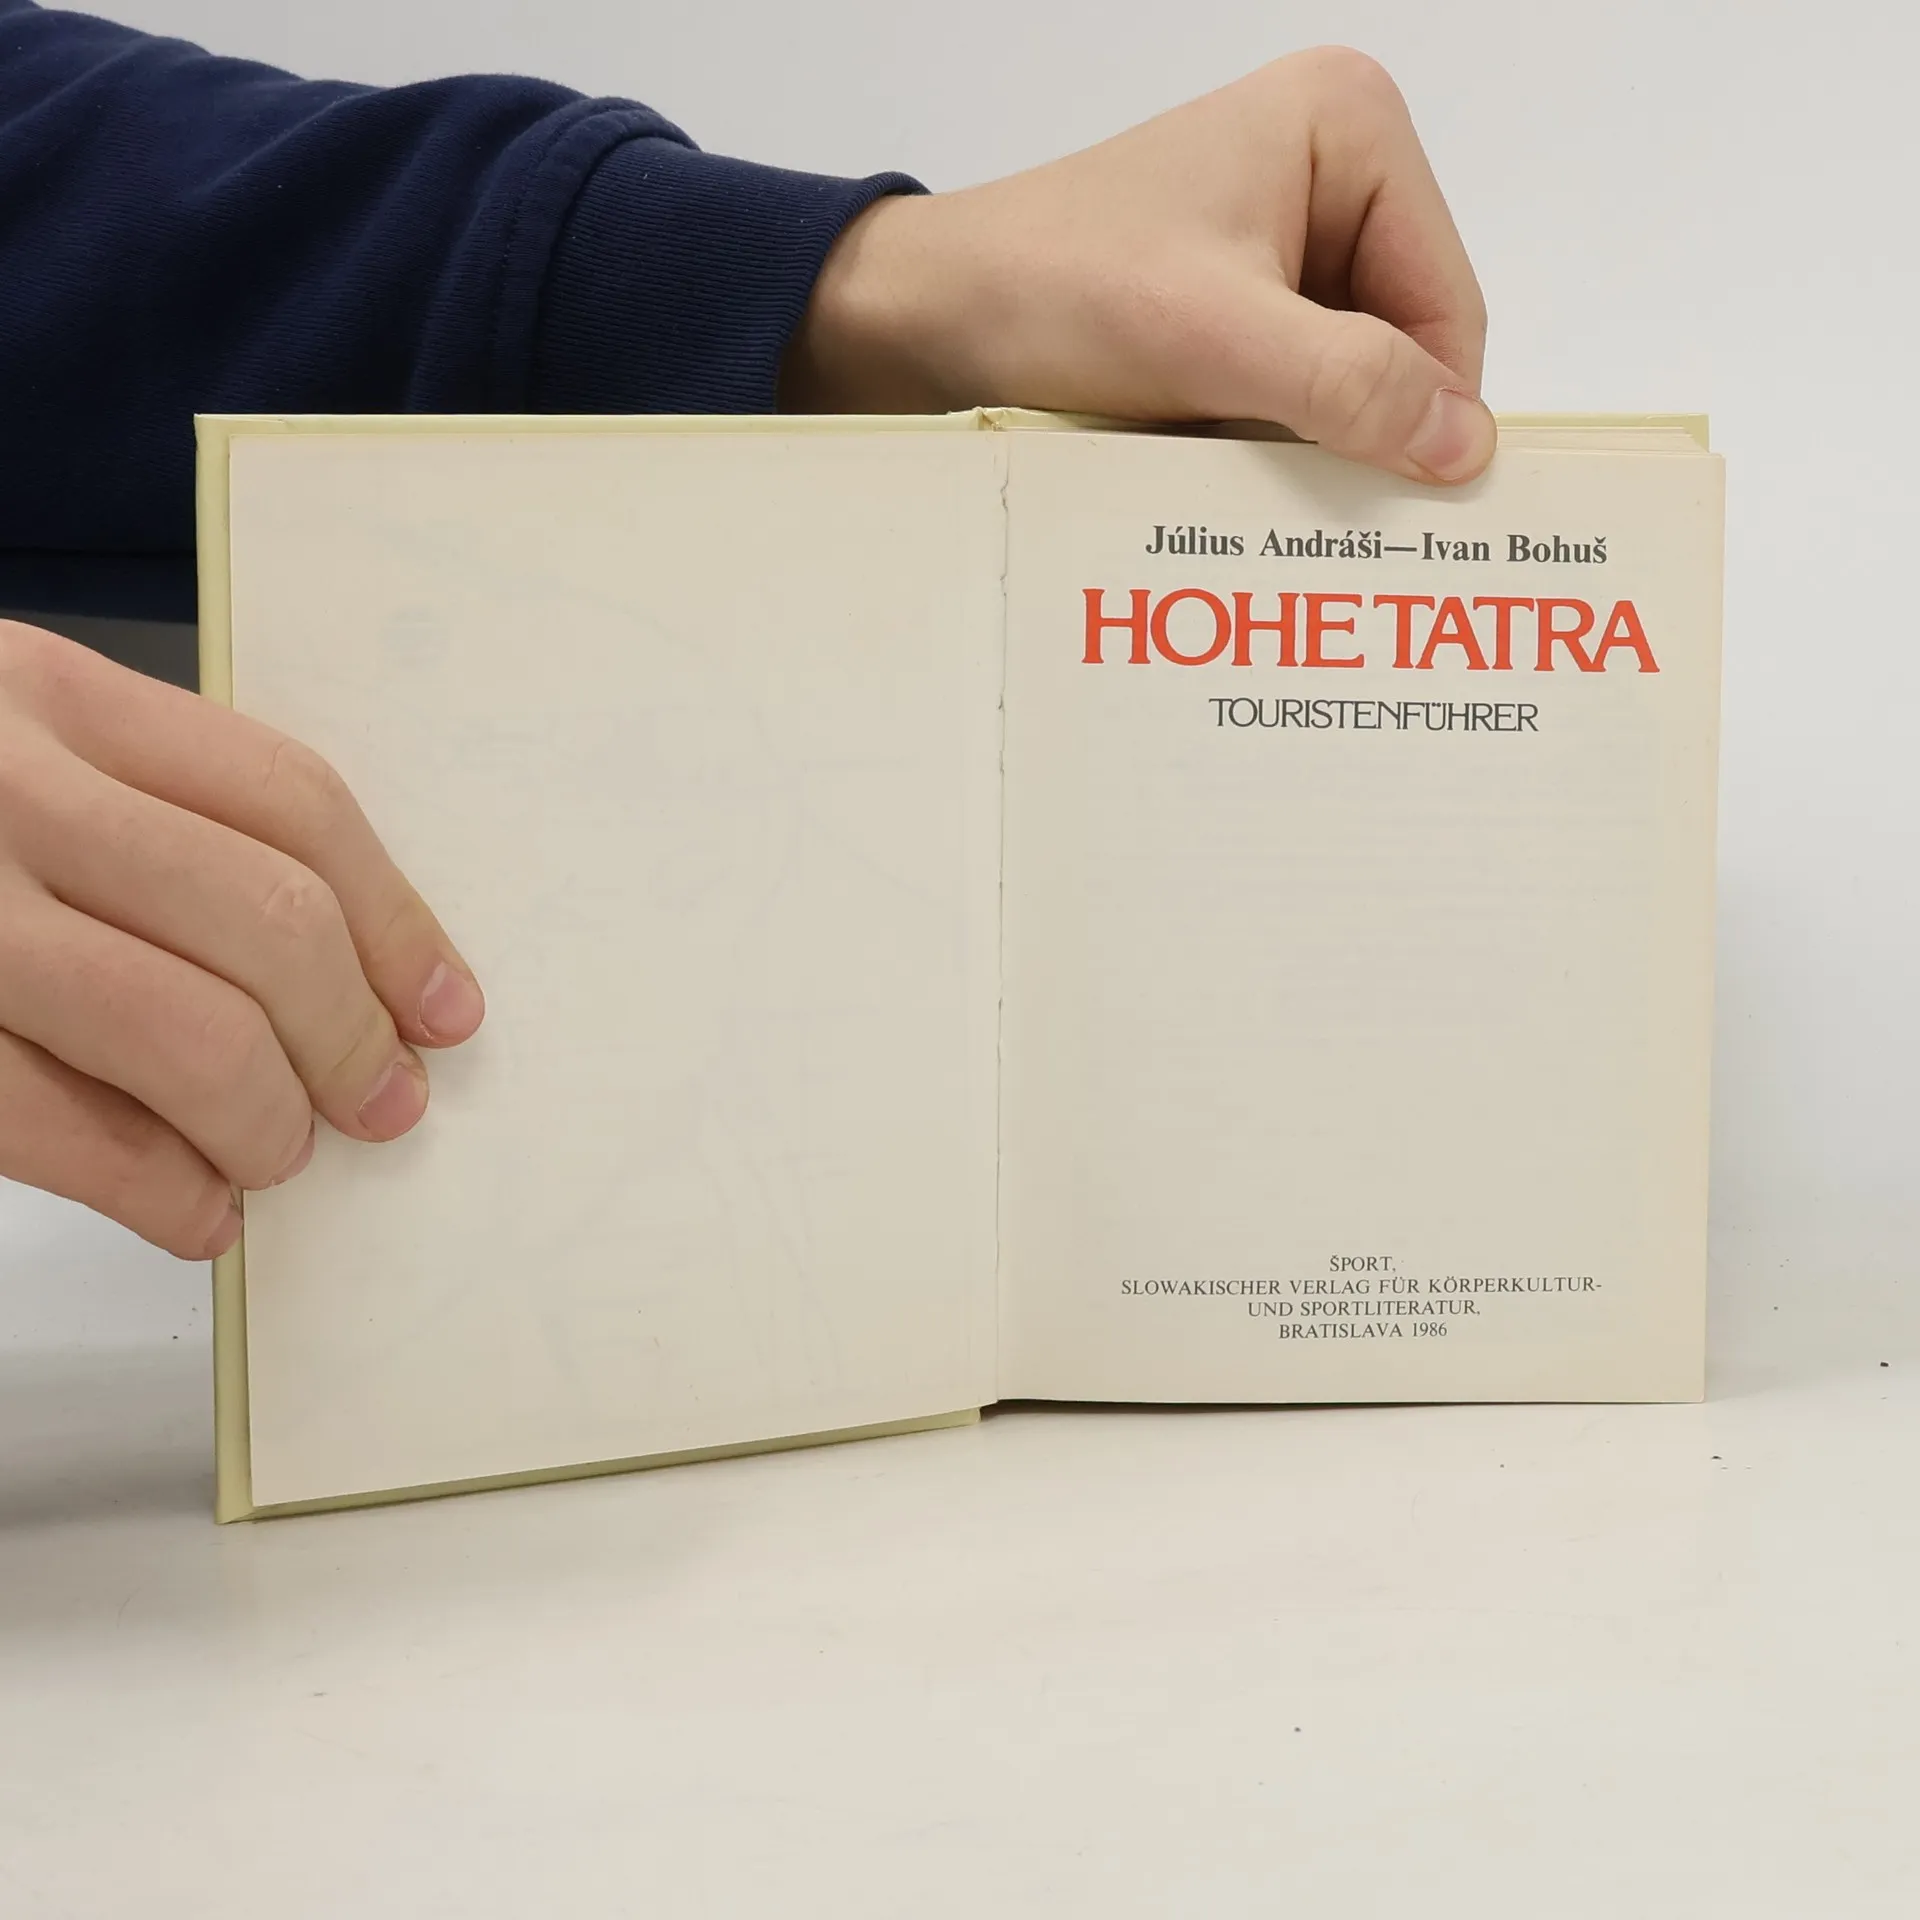 Július Andráši—Ivan Bohuš
HOHE TATRA
TOURISTENFÜHRER
ŠPORT,
SLOWAKISCHER VERLAG FÜR KÖRPERKULTUR-
UND SPORTLITERATUR,
BRATISLAVA 1986